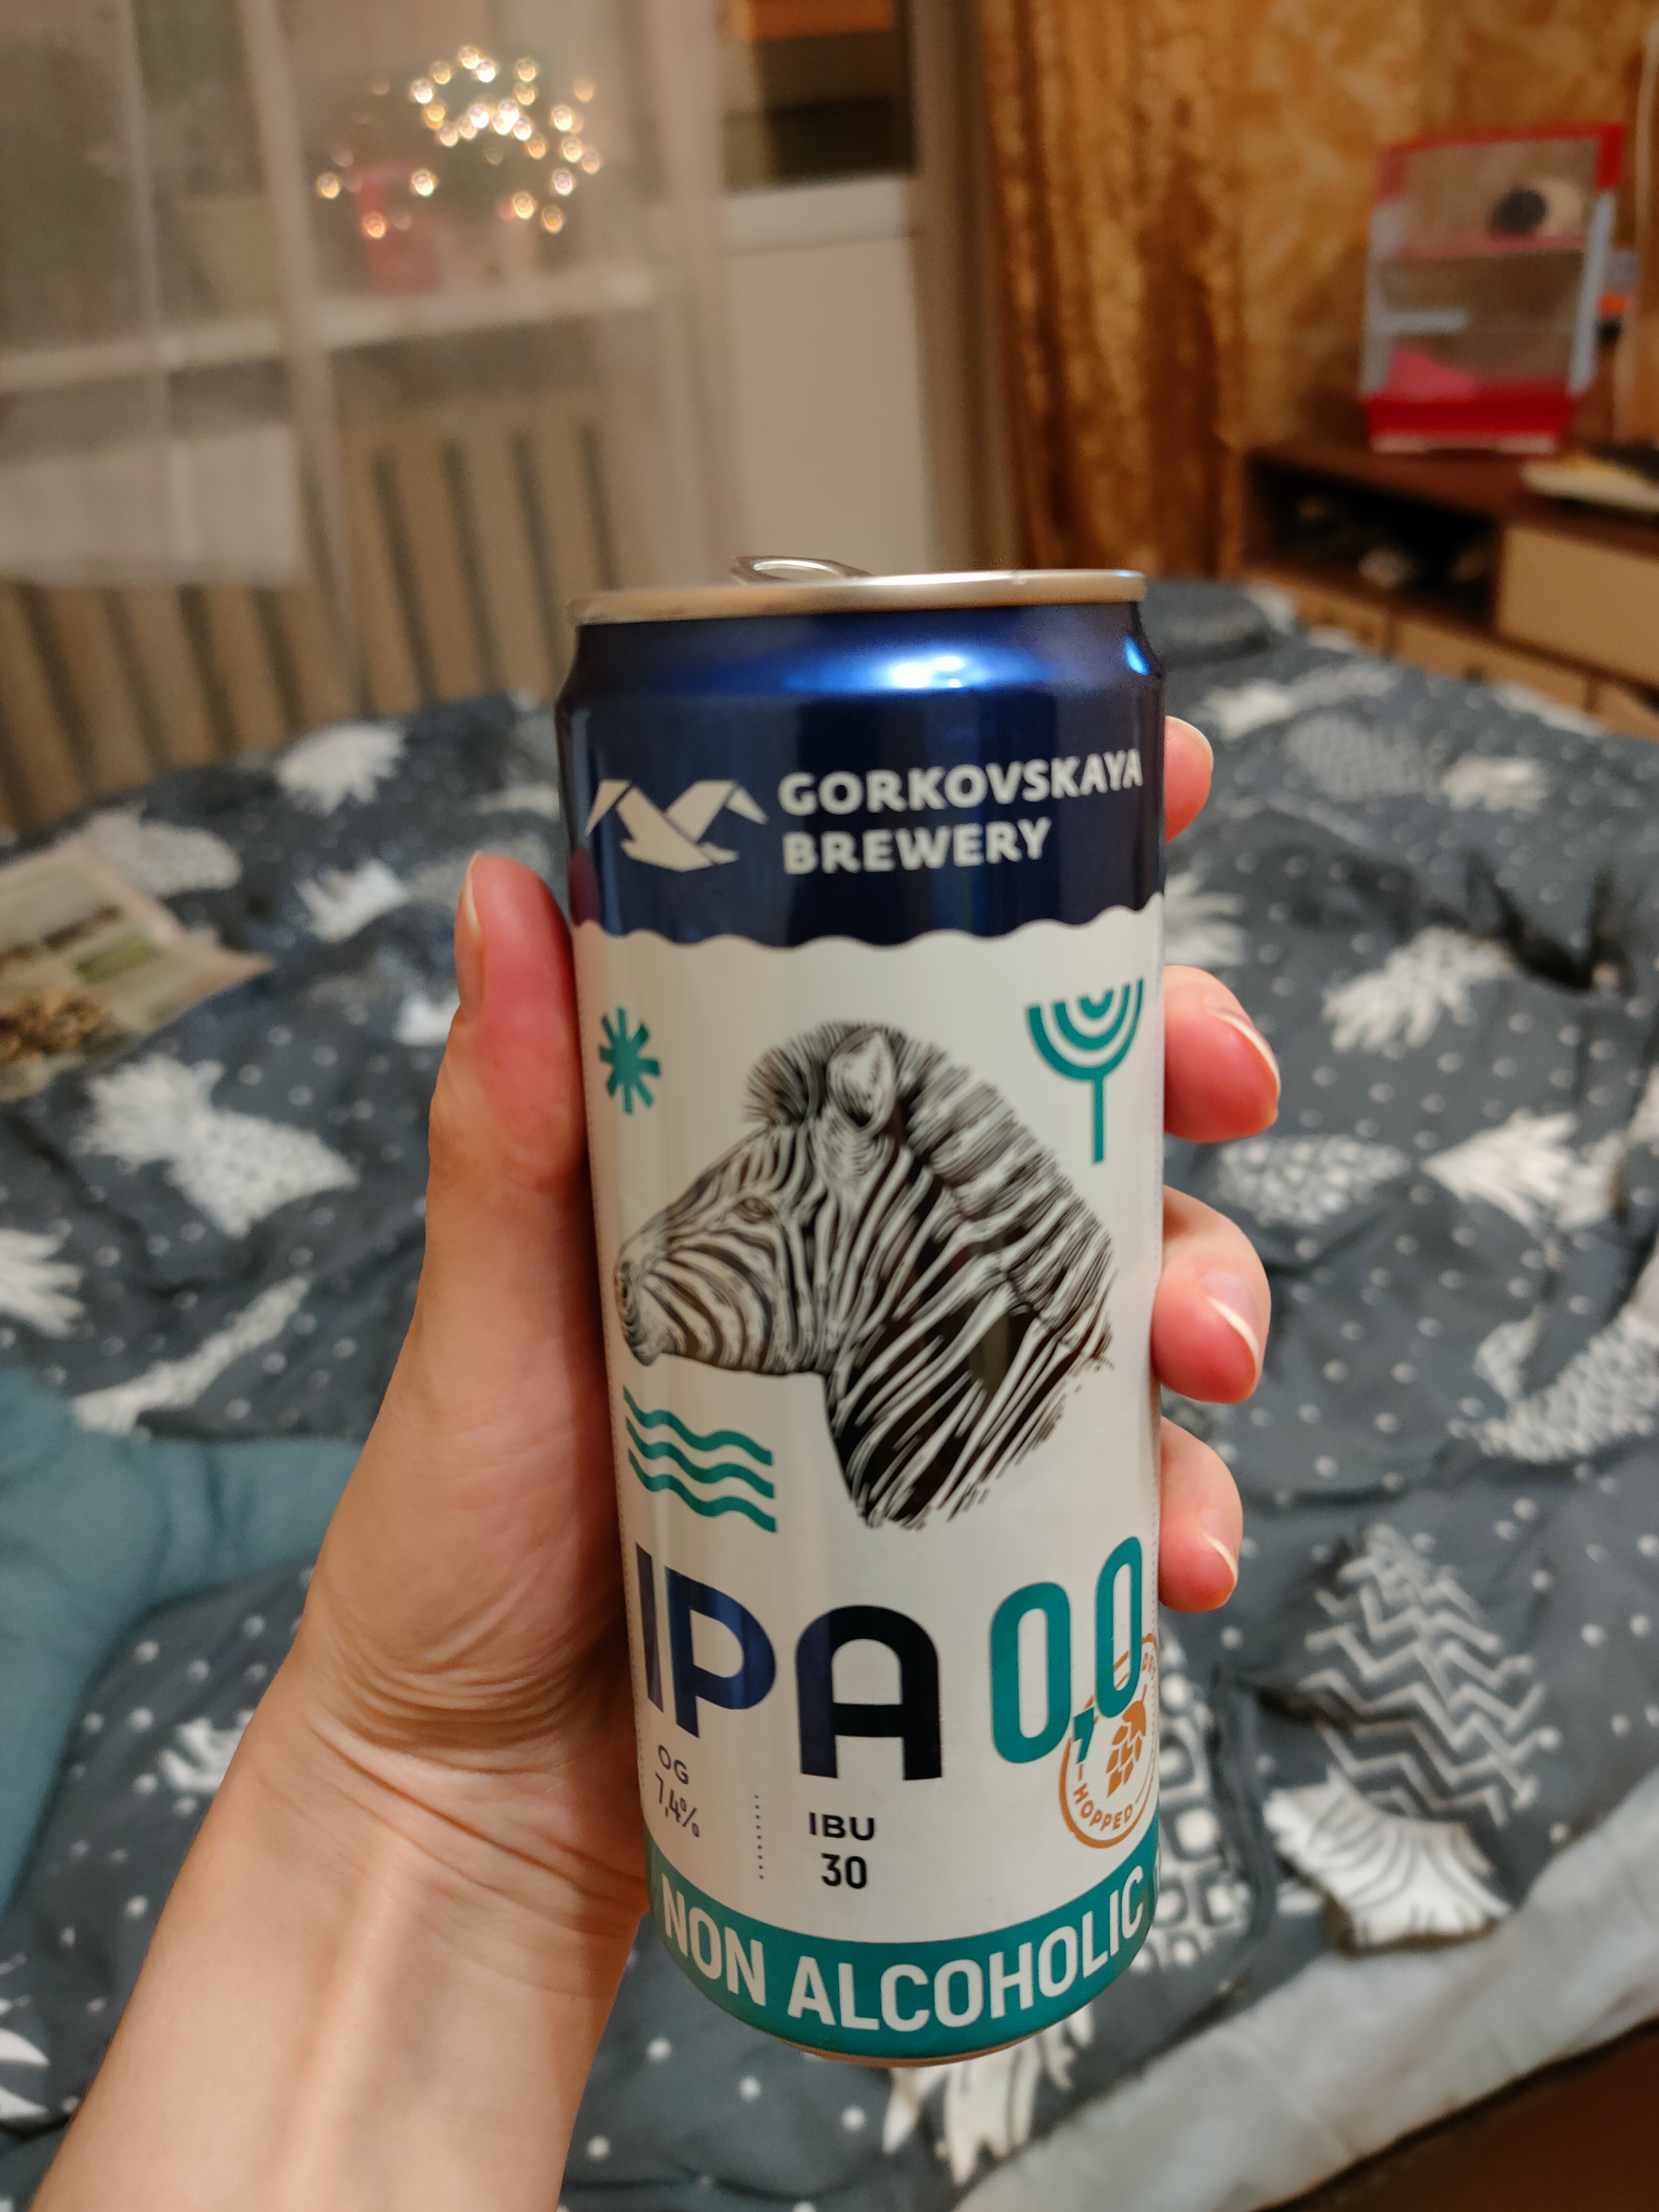 GORKOVSKAYA
BREWERY
IPA 0,0
OG
7,4%
IBU
30
HOPPED
NON ALCOHOLIC